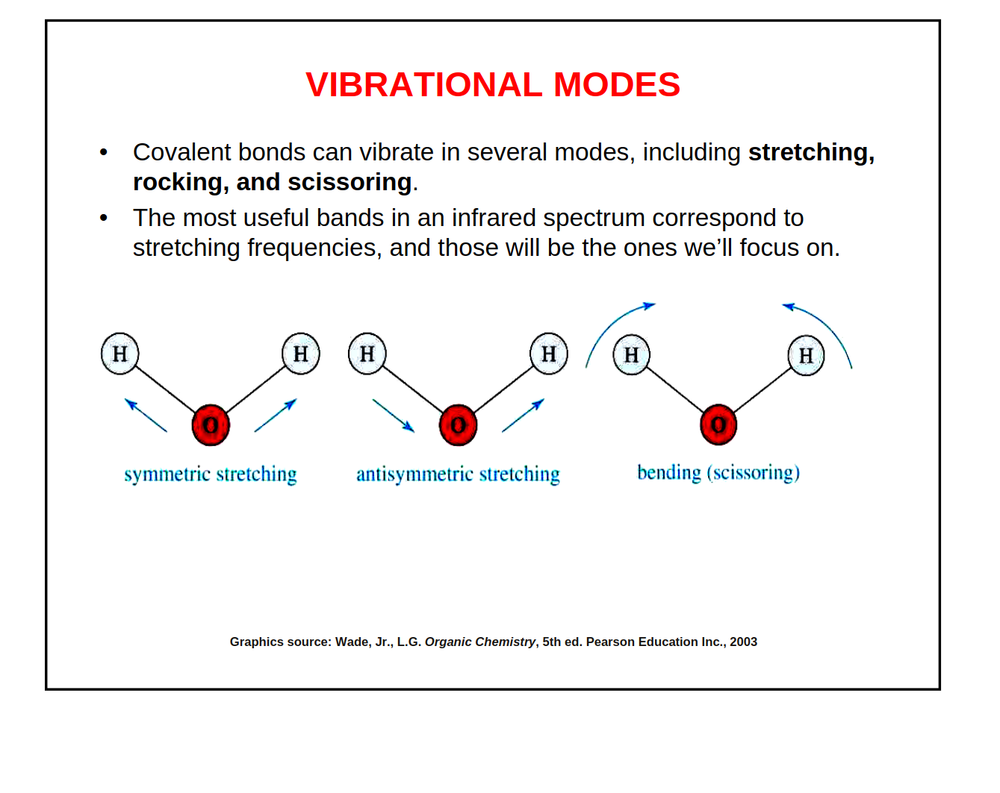 VIBRATIONAL MODES
• Covalent bonds can vibrate in several modes, including stretching,
rocking, and scissoring.
• The most useful bands in an infrared spectrum correspond to
stretching frequencies, and those will be the ones we’ll focus on.
H H H H H H
O O O
symmetric stretching antisymmetric stretching bending (scissoring)
Graphics source: Wade, Jr., L.G. Organic Chemistry, 5th ed. Pearson Education Inc., 2003